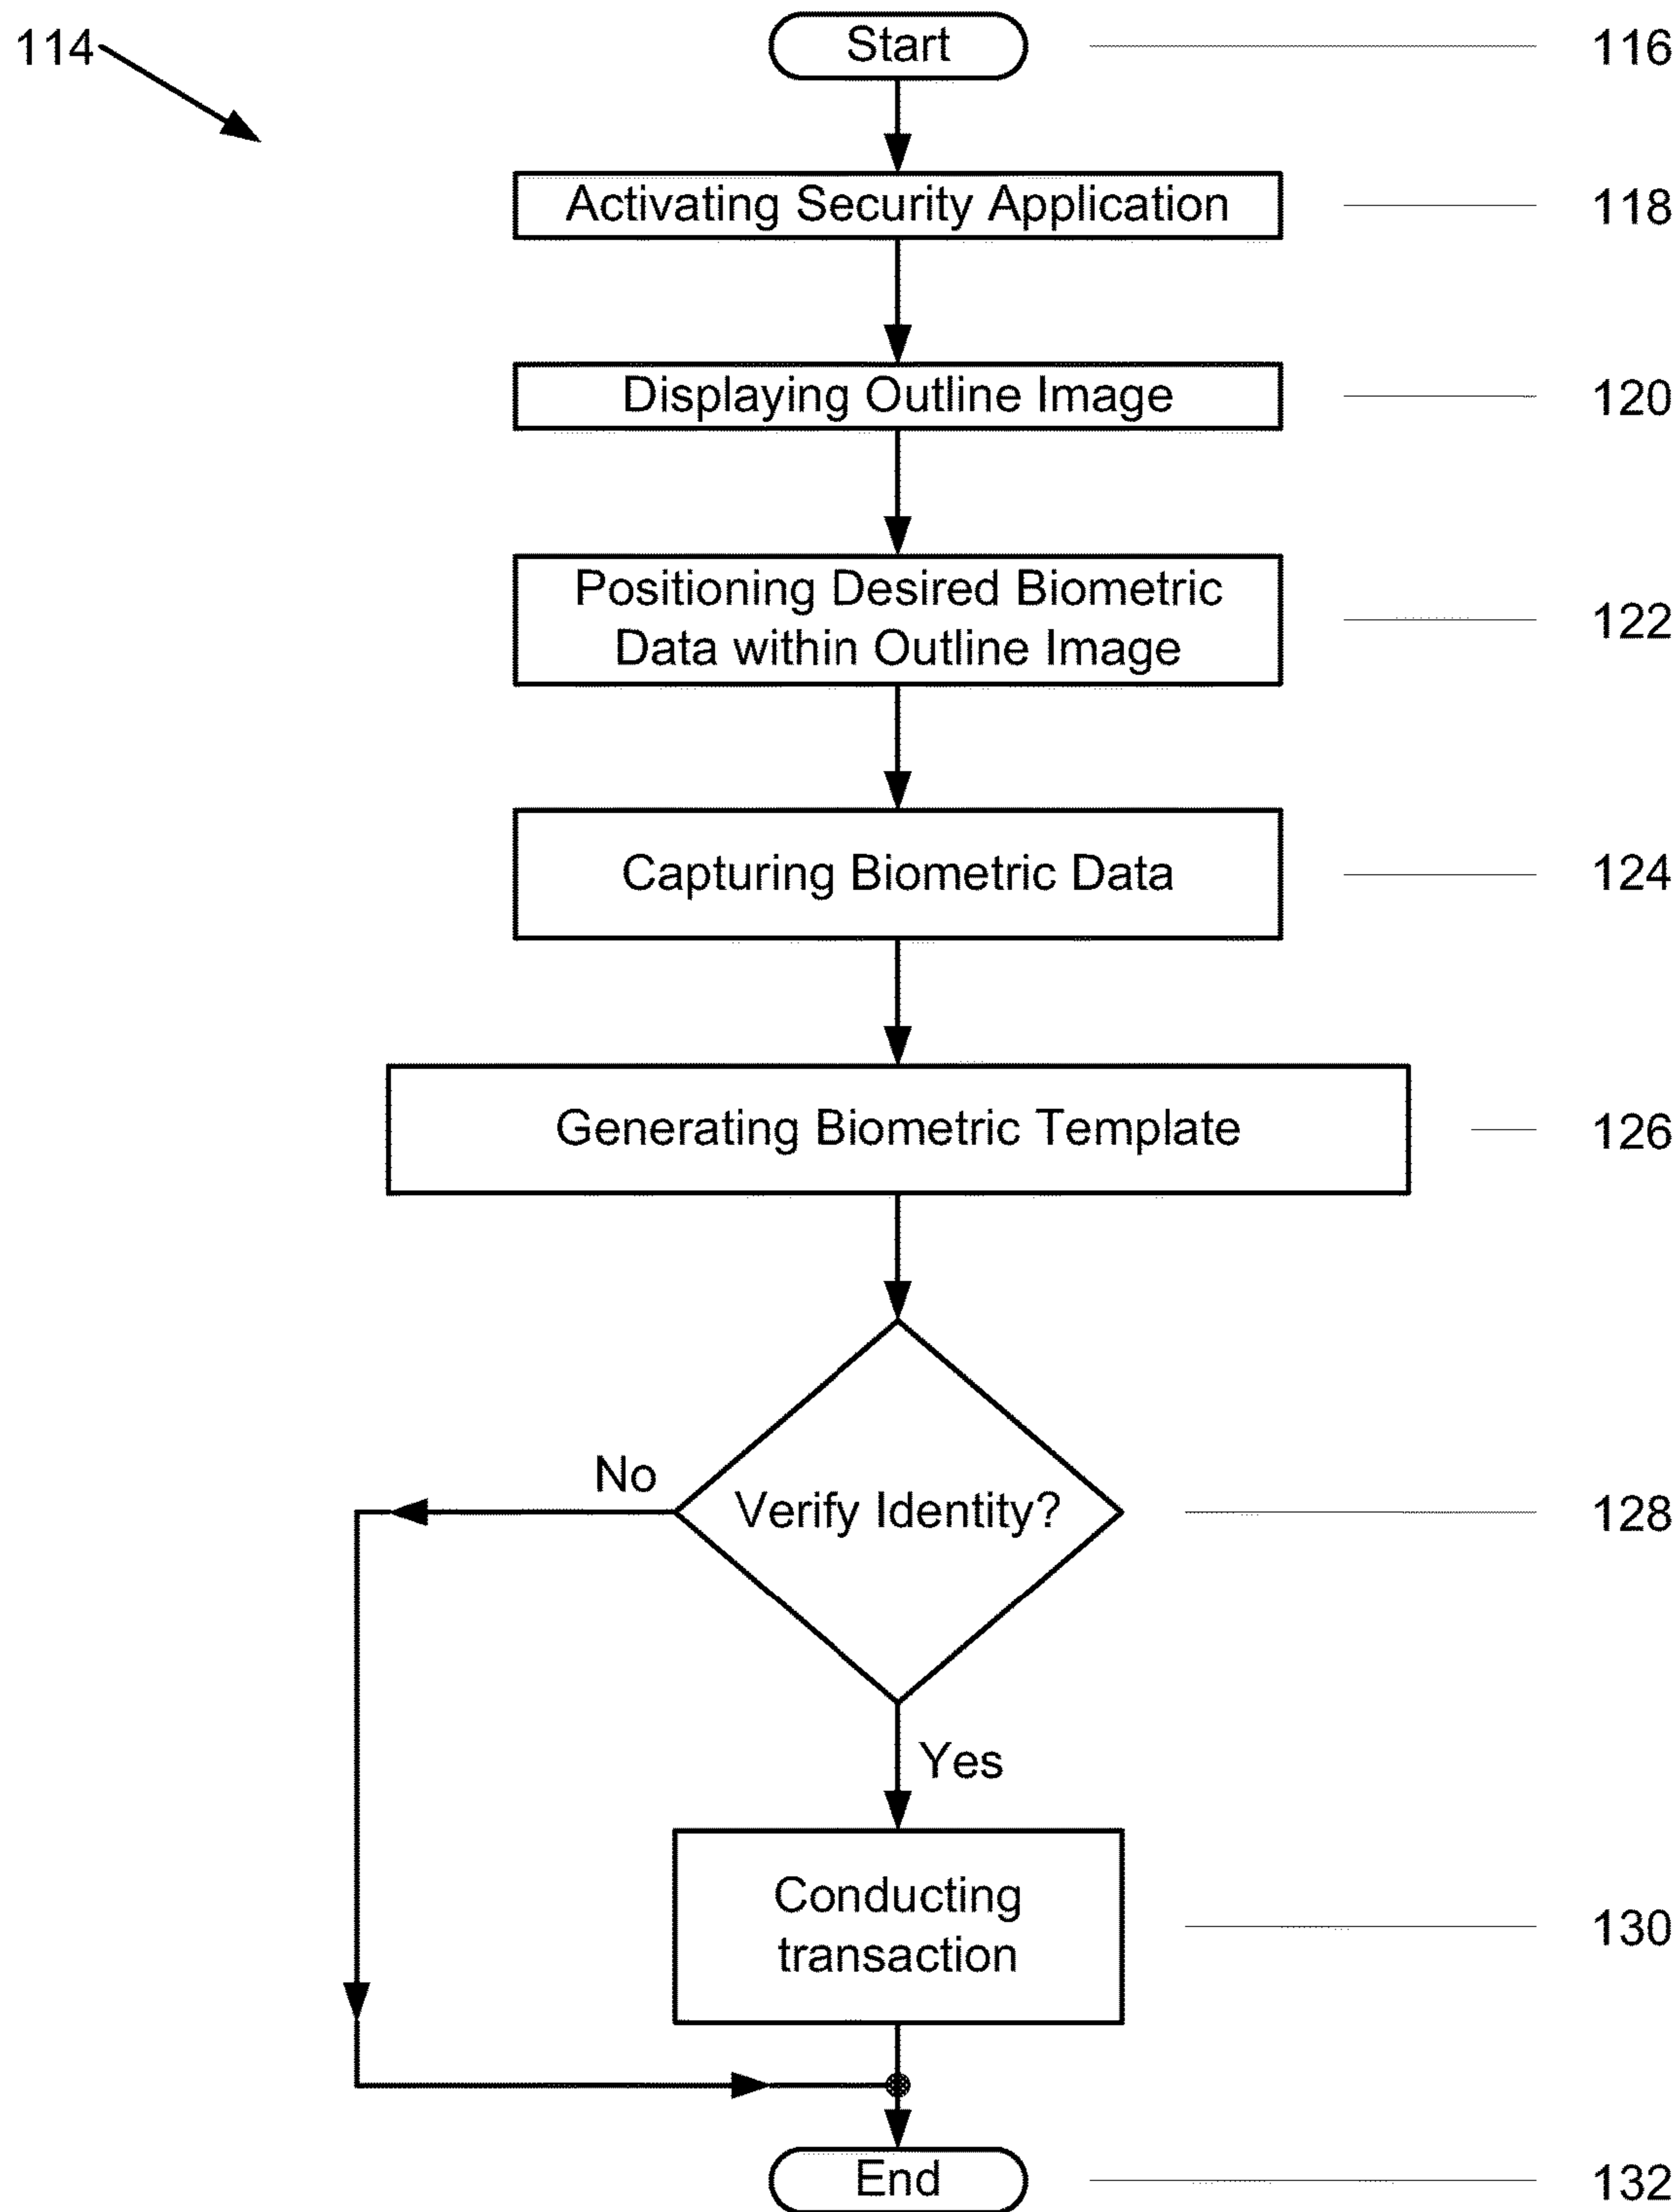 114
Start
116
Activating Security Application
118
Displaying Outline Image
120
Positioning Desired Biometric
Data within Outline Image
122
Capturing Biometric Data
124
Generating Biometric Template
126
No
Verify Identity?
128
Yes
Conducting
transaction
130
End
132